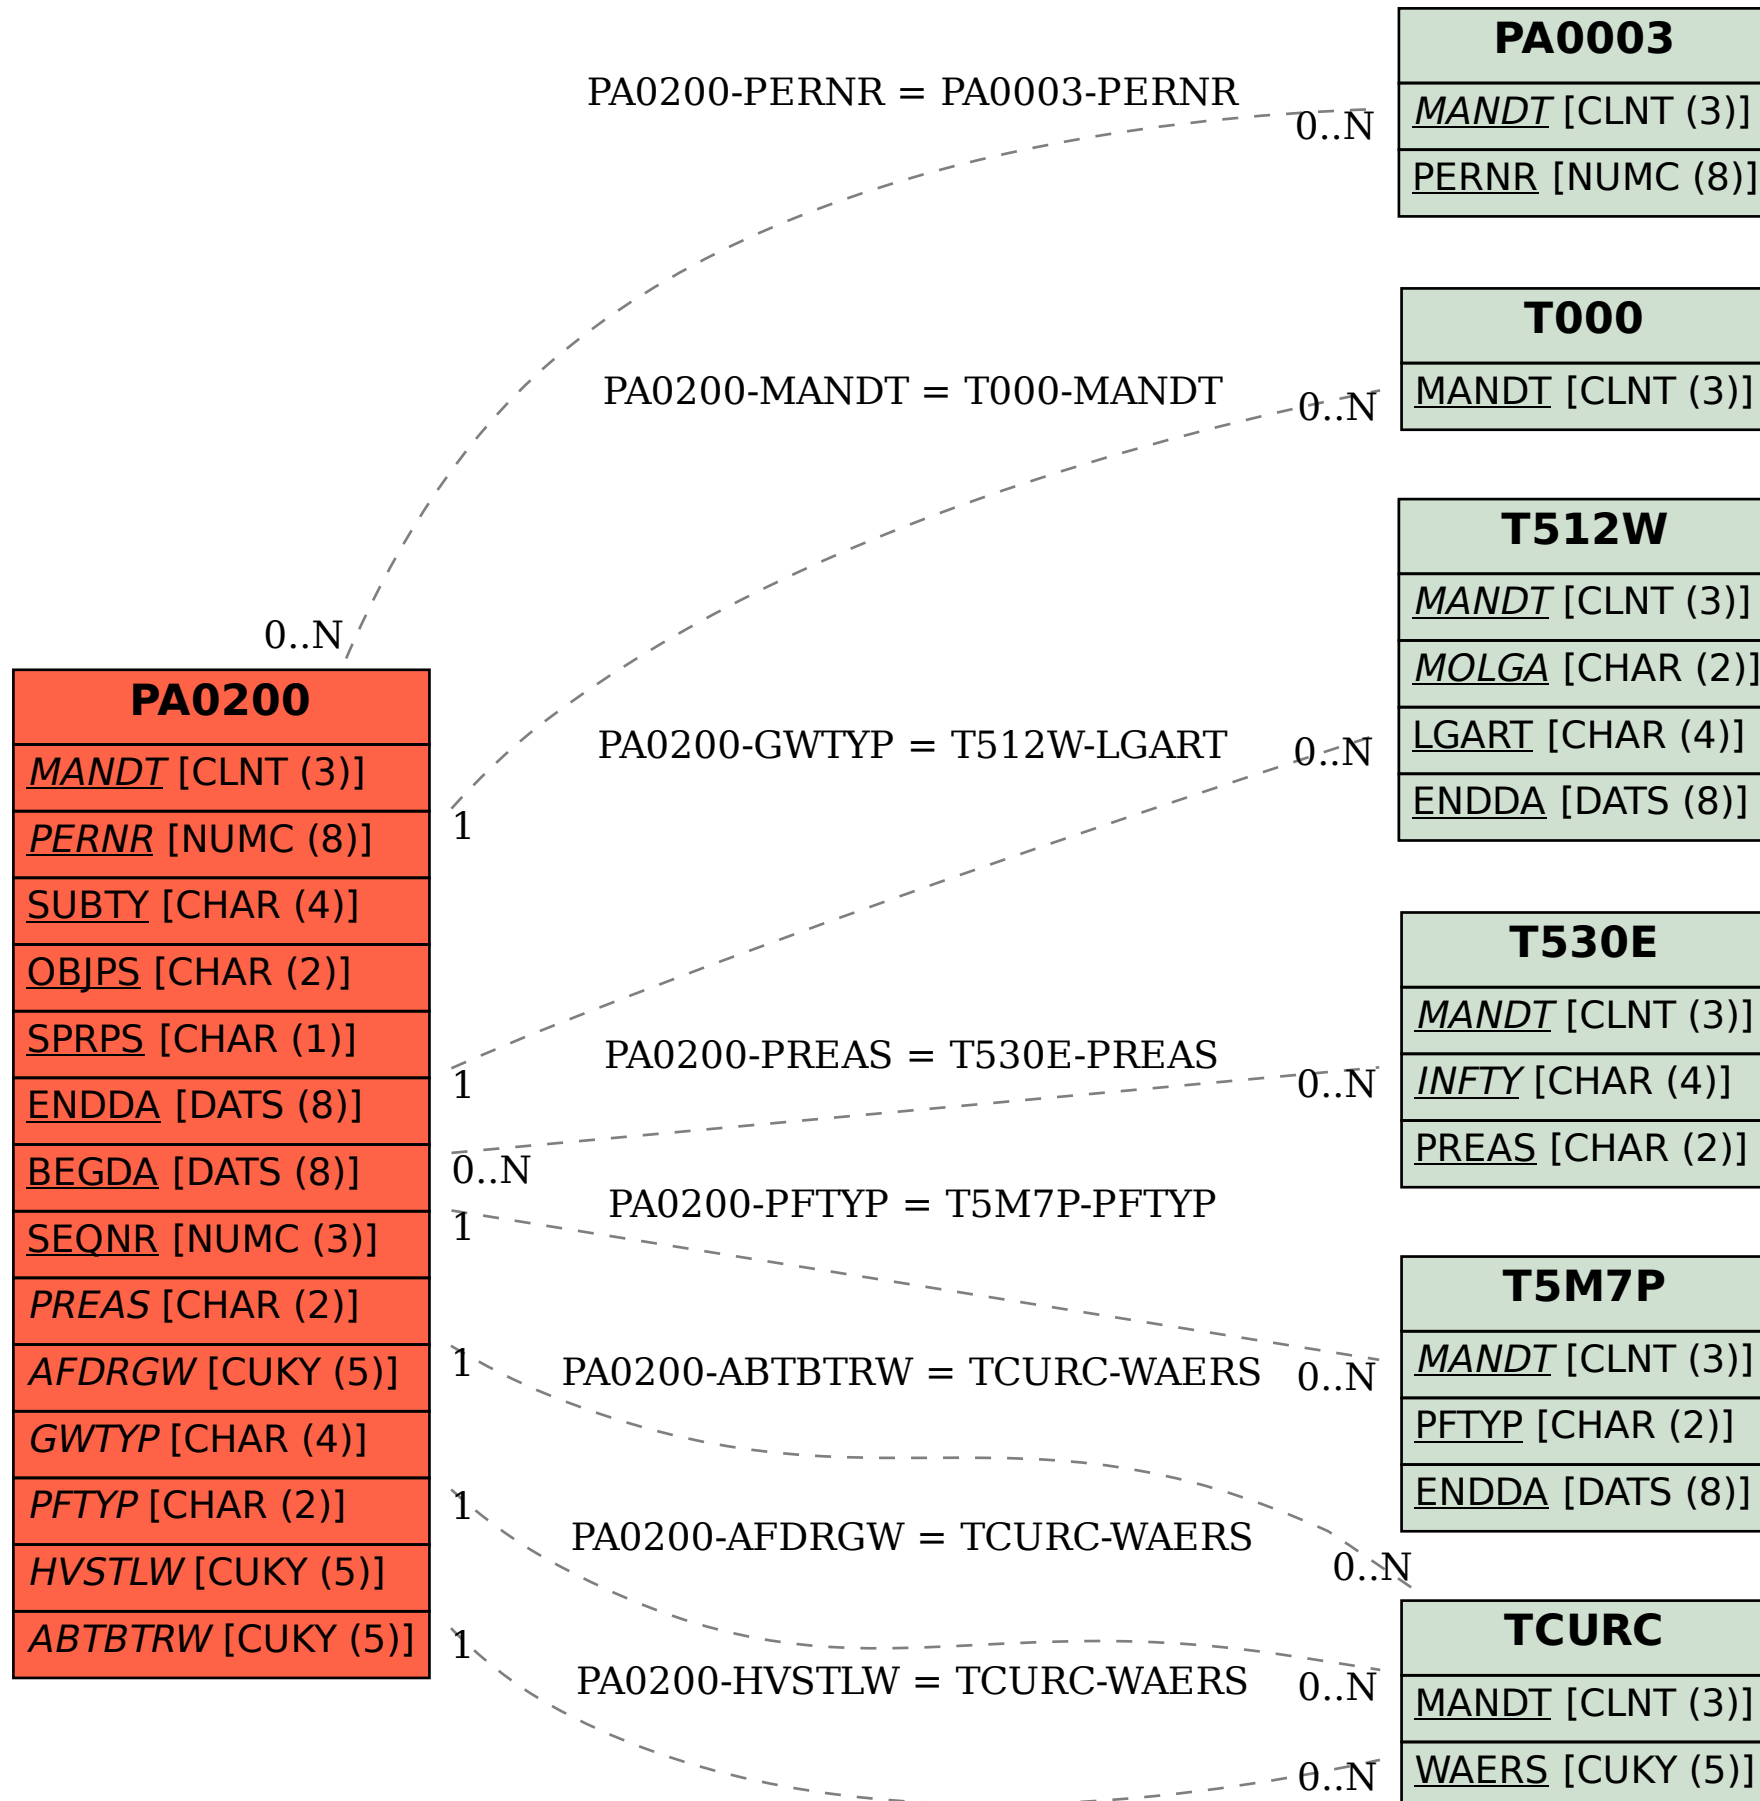 PA0003
MANDT [CLNT (3)]
PERNR [NUMC (8)]
PA0200-PERNR = PA0003-PERNR
0..N
0..N
T000
MANDT [CLNT (3)]
PA0200-MANDT = T000-MANDT
0..N
1
T512W
MANDT [CLNT (3)]
MOLGA [CHAR (2)]
LGART [CHAR (4)]
ENDDA [DATS (8)]
PA0200-GWTYP = T512W-LGART
0..N
1
PA0200
MANDT [CLNT (3)]
PERNR [NUMC (8)]
SUBTY [CHAR (4)]
OBJPS [CHAR (2)]
SPRPS [CHAR (1)]
ENDDA [DATS (8)]
BEGDA [DATS (8)]
SEQNR [NUMC (3)]
PREAS [CHAR (2)]
AFDRGW [CUKY (5)]
GWTYP [CHAR (4)]
PFTYP [CHAR (2)]
HVSTLW [CUKY (5)]
ABTBTRW [CUKY (5)]
T530E
MANDT [CLNT (3)]
INFTY [CHAR (4)]
PREAS [CHAR (2)]
PA0200-PREAS = T530E-PREAS
0..N
0..N
T5M7P
MANDT [CLNT (3)]
PFTYP [CHAR (2)]
ENDDA [DATS (8)]
PA0200-PFTYP = T5M7P-PFTYP
1
0..N
PA0200-ABTBTRW = TCURC-WAERS
1
0..N
PA0200-AFDRGW = TCURC-WAERS
1
0..N
PA0200-HVSTLW = TCURC-WAERS
1
0..N
TCURC
MANDT [CLNT (3)]
WAERS [CUKY (5)]